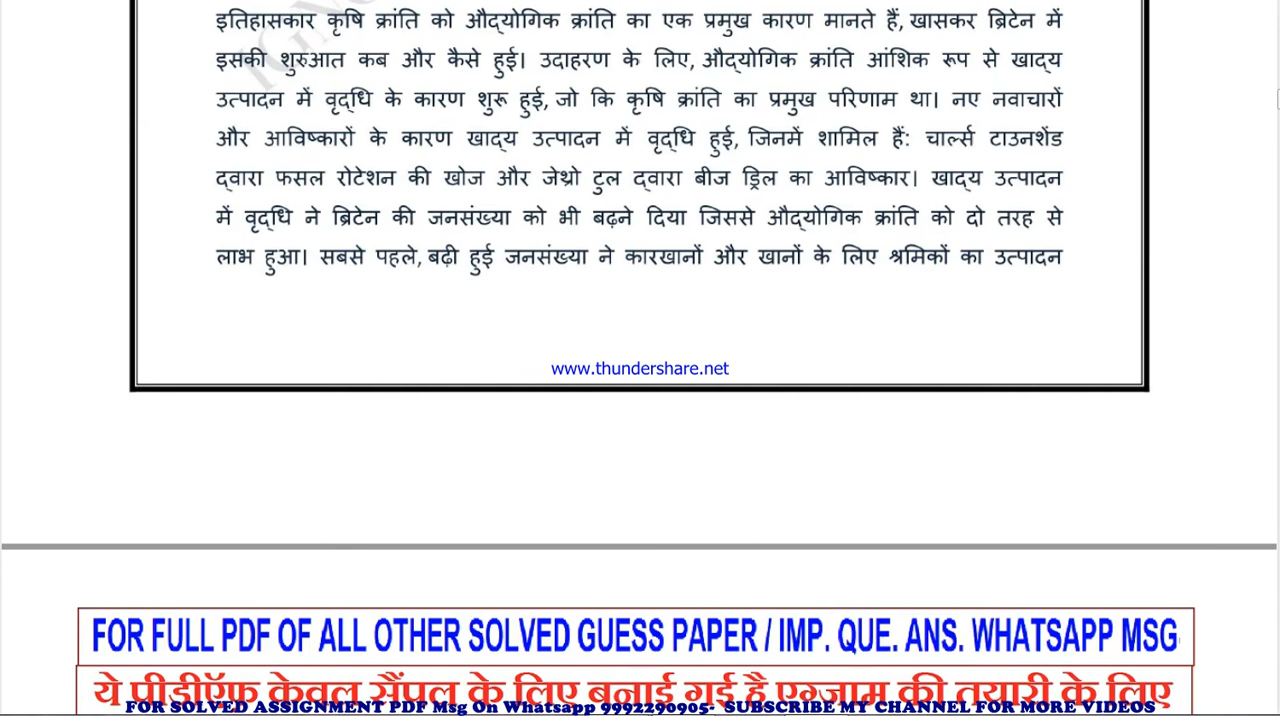 इतिहासकार कृषि क्रांति को औद्योगिक क्रांति का एक प्रमुख कारण मानते हैं, खासकर ब्रिटेन में
इसकी शुरुआत कब और कैसे हुई। उदाहरण के लिए, औद्योगिक क्रांति आंशिक रूप से खाद्य
उत्पादन में वृद्धि के कारण शुरू हुई, जो कि कृषि क्रांति का प्रमुख परिणाम था। नए नवाचारों
और आविष्कारों के कारण खाद्य उत्पादन में वृद्धि हुई, जिनमें शामिल हैं: चार्ल्स टाउनशेंड
द्वारा फसल रोटेशन की खोज और जेथ्रो टुल द्वारा बीज ड्रिल का आविष्कार। खाद्य उत्पादन
में वृद्धि ने ब्रिटेन की जनसंख्या को भी बढ़ने दिया जिससे औद्योगिक क्रांति को दो तरह से
लाभ हुआ। सबसे पहले, बढ़ी हुई जनसंख्या ने कारखानों और खानों के लिए श्रमिकों का उत्पादन
www.thundershare.net
FOR FULL PDF OF ALL OTHER SOLVED GUESS PAPER / IMP. QUE. ANS. WHATSAPP MSG
ये पीडीऍफ़ केवल सैंपल के लिए बनाई गई है एग्जाम की तयारी के लिए
FOR SOLVED ASSIGNMENT PDF Msg On Whatsapp 9992290905- SUBSCRIBE MY CHANNEL FOR MORE VIDEOS